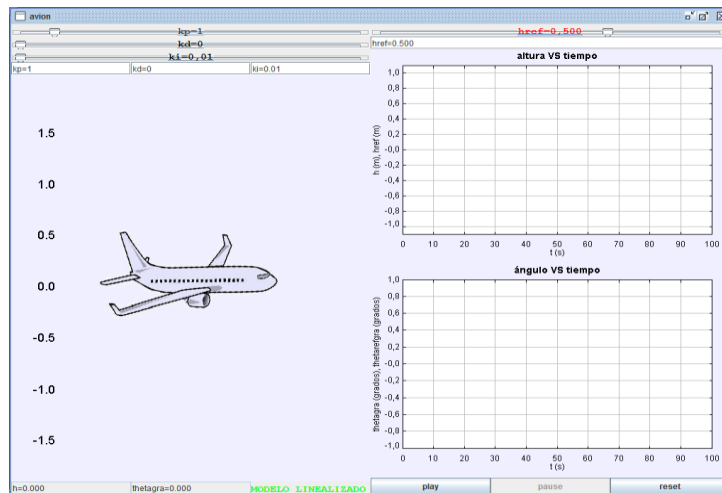 avion
kp=1
kd=0
ki=0,01
kp=1 kd=0 ki=0.01
1.5
1.0
0.5
0.0
-0.5
-1.0
-1.5
h=0.000 thetagra=0.000 MODELO LINEALIZADO
href=0,500
href=0.500
altura VS tiempo
h (m), href (m)
1,0
0,8
0,6
0,4
0,2
-0,0
-0,2
-0,4
-0,6
-0,8
-1,0
0 10 20 30 40 50 60 70 80 90 100
t (s)
ángulo VS tiempo
thetagra (grados), thetarefgra (grados)
1,0
0,8
0,6
0,4
0,2
-0,0
-0,2
-0,4
-0,6
-0,8
-1,0
0 10 20 30 40 50 60 70 80 90 100
t (s)
play pause reset